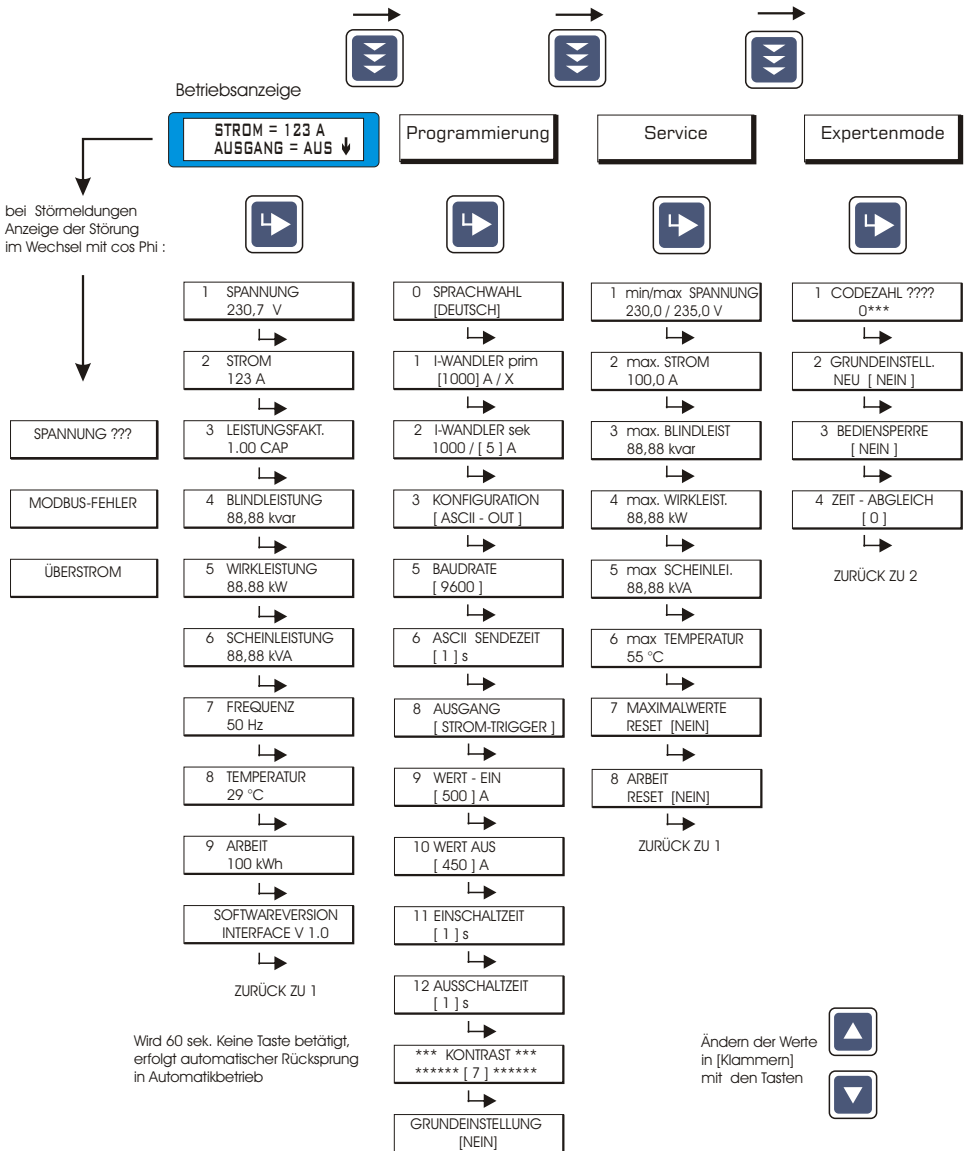 Betriebsanzeige
STROM = 123 A
AUSGANG = AUS
Programmierung
Service
Expertenmode
bei Störmeldungen
Anzeige der Störung
im Wechsel mit cos Phi :
SPANNUNG ???
MODBUS-FEHLER
ÜBERSTROM
1 SPANNUNG
230,7 V
2 STROM
123 A
3 LEISTUNGSFAKT.
1.00 CAP
4 BLINDLEISTUNG
88,88 kvar
5 WIRKLEISTUNG
88.88 kW
6 SCHEINLEISTUNG
88,88 kVA
7 FREQUENZ
50 Hz
8 TEMPERATUR
29 °C
9 ARBEIT
100 kWh
SOFTWAREVERSION
INTERFACE V 1.0
ZURÜCK ZU 1
Wird 60 sek. Keine Taste betätigt,
erfolgt automatischer Rücksprung
in Automatikbetrieb
0 SPRACHWAHL
[DEUTSCH]
1 I-WANDLER prim
[1000] A / X
2 I-WANDLER sek
1000 / [ 5 ] A
3 KONFIGURATION
[ ASCII - OUT ]
5 BAUDRATE
[ 9600 ]
6 ASCII SENDEZEIT
[ 1 ] s
8 AUSGANG
[ STROM-TRIGGER ]
9 WERT - EIN
[ 500 ] A
10 WERT AUS
[ 450 ] A
11 EINSCHALTZEIT
[ 1 ] s
12 AUSSCHALTZEIT
[ 1 ] s
*** KONTRAST ***
****** [ 7 ] ******
GRUNDEINSTELLUNG
[NEIN]
1 min/max SPANNUNG
230,0 / 235,0 V
2 max. STROM
100,0 A
3 max. BLINDLEIST
88,88 kvar
4 max. WIRKLEIST.
88,88 kW
5 max SCHEINLEI.
88,88 kVA
6 max TEMPERATUR
55 °C
7 MAXIMALWERTE
RESET [NEIN]
8 ARBEIT
RESET [NEIN]
ZURÜCK ZU 1
1 CODEZAHL ????
0***
2 GRUNDEINSTELL.
NEU [ NEIN ]
3 BEDIENSPERRE
[ NEIN ]
4 ZEIT - ABGLEICH
[ 0 ]
ZURÜCK ZU 2
Ändern der Werte
in [Klammern]
mit den Tasten